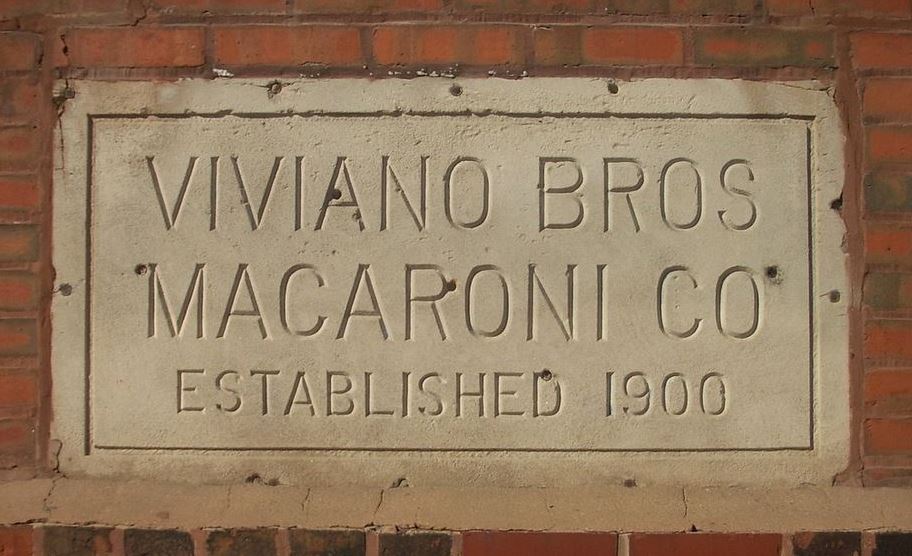 VIVIANO BROS
MACARONI CO
ESTABLISHED 1900